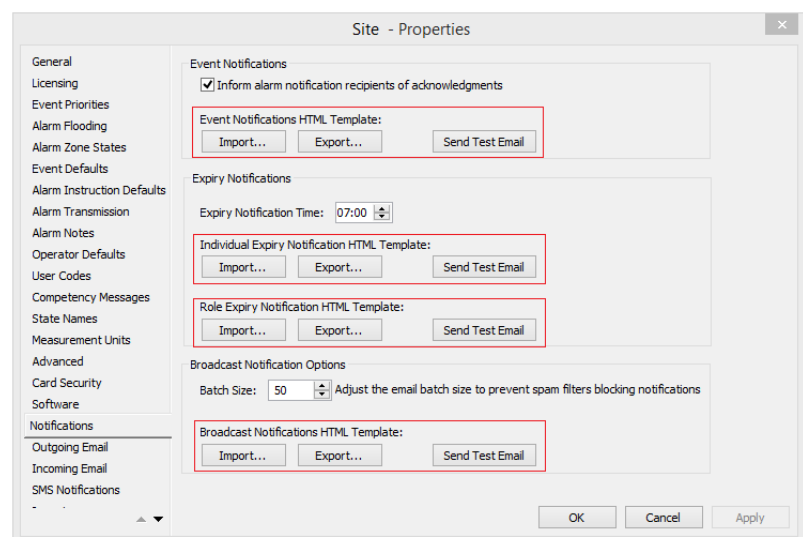 Site - Properties
×
General
Licensing
Event Priorities
Alarm Flooding
Alarm Zone States
Event Defaults
Alarm Instruction Defaults
Alarm Transmission
Alarm Notes
Operator Defaults
User Codes
Competency Messages
State Names
Measurement Units
Advanced
Card Security
Software
Notifications
Outgoing Email
Incoming Email
SMS Notifications
Event Notifications
Inform alarm notification recipients of acknowledgments
Event Notifications HTML Template:
Import... Export... Send Test Email
Expiry Notifications
Expiry Notification Time: 07:00
Individual Expiry Notification HTML Template:
Import... Export... Send Test Email
Role Expiry Notification HTML Template:
Import... Export... Send Test Email
Broadcast Notification Options
Batch Size: 50 Adjust the email batch size to prevent spam filters blocking notifications
Broadcast Notifications HTML Template:
Import... Export... Send Test Email
OK Cancel Apply